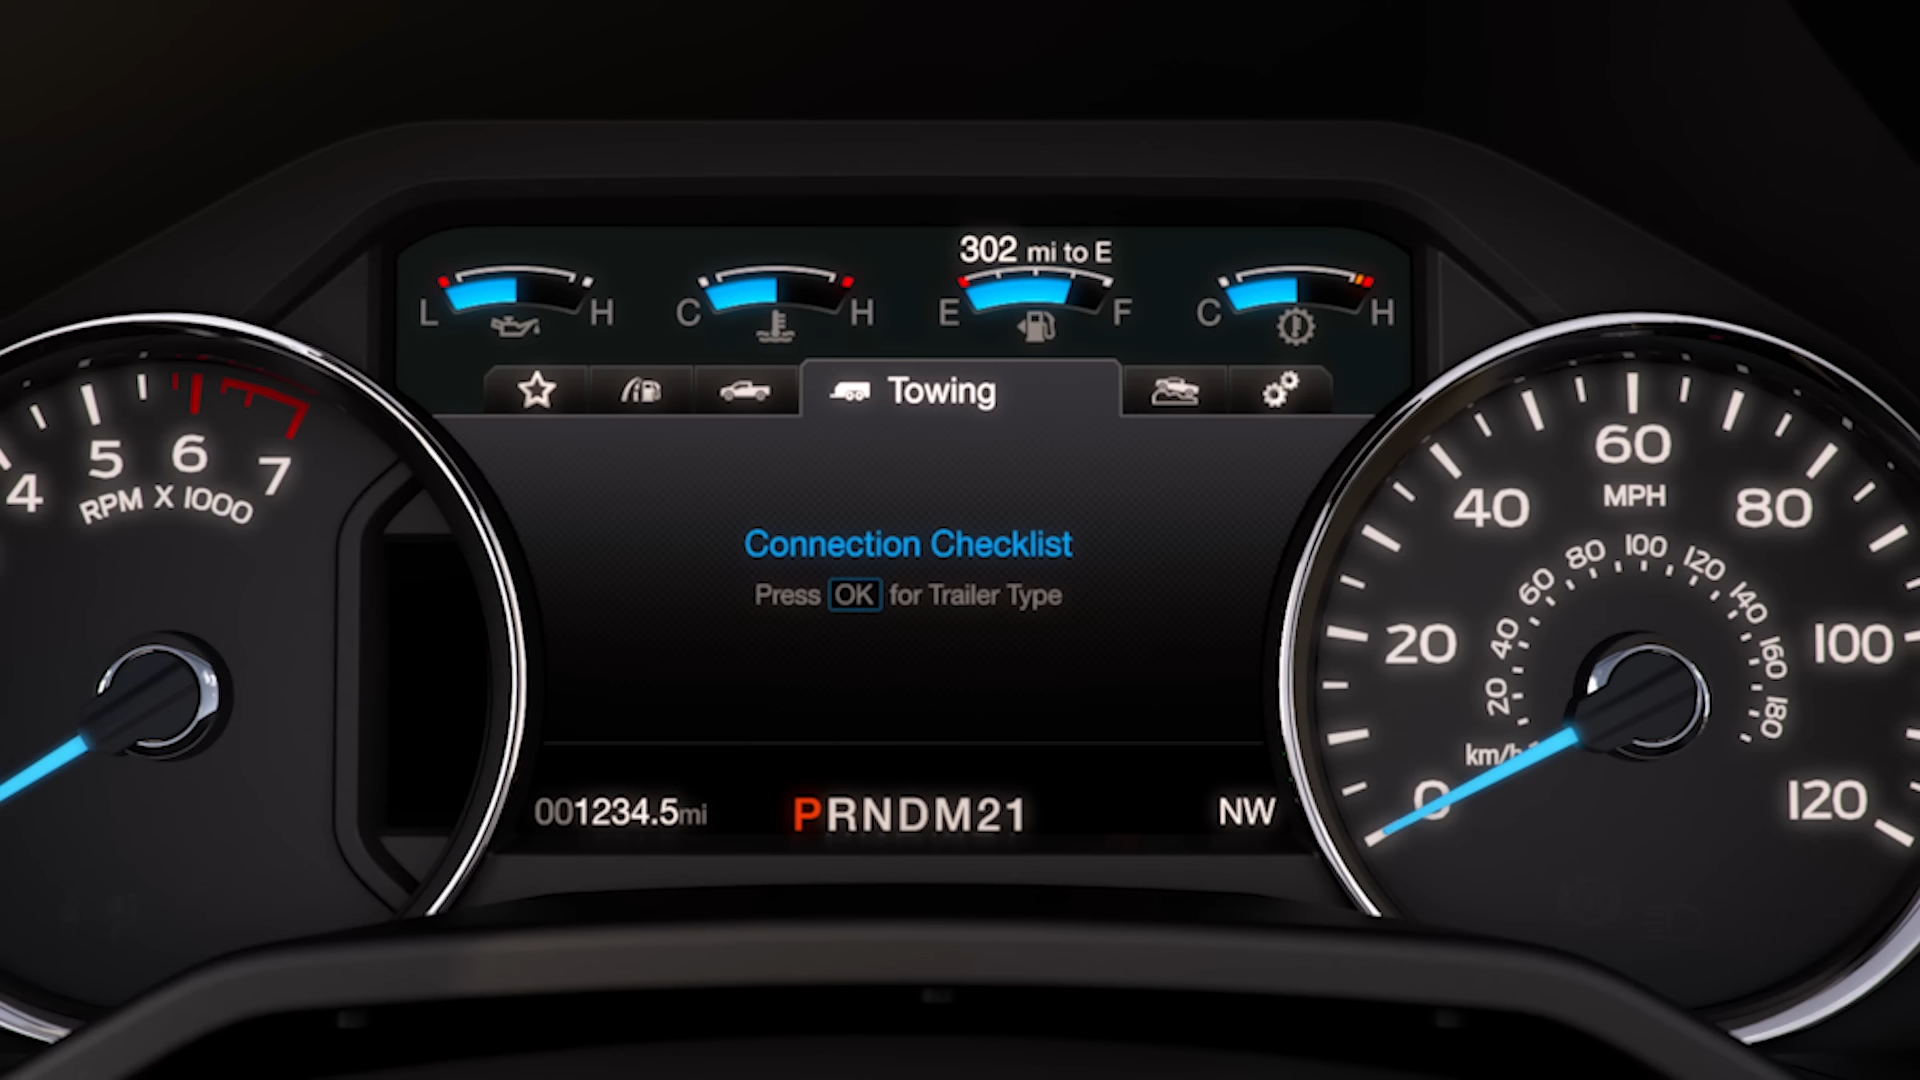 302 mi to E
L H C H E F C H
Towing
4 5 6 7
RPM X 1000
Connection Checklist
Press OK for Trailer Type
001234.5mi
PRNDM21
NW
0 20 40 60 80 100 120
MPH
20 40 60 80 100 120 140 160 180
km/h